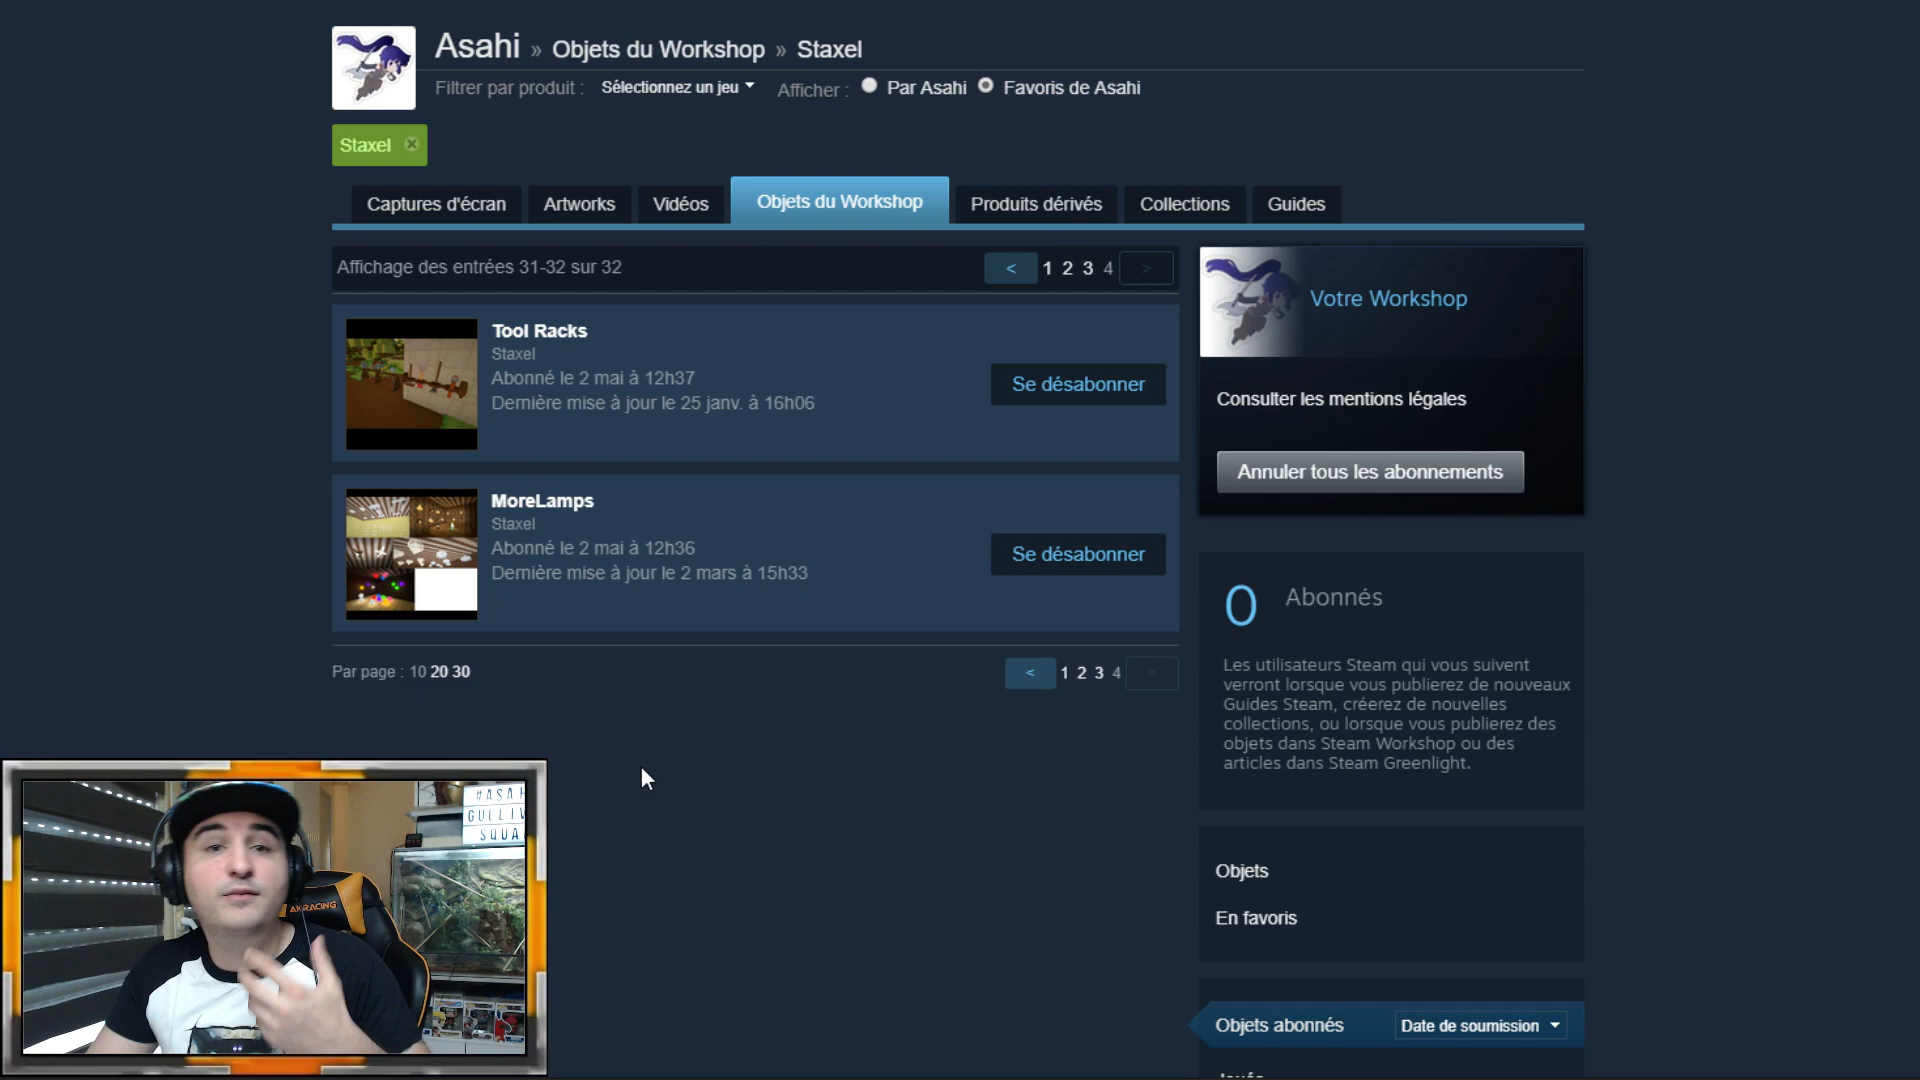 Asahi » Objets du Workshop » Staxel
Filtrer par produit : Sélectionnez un jeu Afficher : Par Asahi Favoris de Asahi
Staxel
Captures d'écran Artworks Vidéos Objets du Workshop Produits dérivés Collections Guides
Affichage des entrées 31-32 sur 32
< 1 2 3 4 >
Tool Racks
Staxel
Abonné le 2 mai à 12h37
Dernière mise à jour le 25 janv. à 16h06
Se désabonner
MoreLamps
Staxel
Abonné le 2 mai à 12h36
Dernière mise à jour le 2 mars à 15h33
Se désabonner
Par page : 10 20 30
< 1 2 3 4 >
Votre Workshop
Consulter les mentions légales
Annuler tous les abonnements
0 Abonnés
Les utilisateurs Steam qui vous suivent
verront lorsque vous publierez de nouveaux
Guides Steam, créerez de nouvelles
collections, ou lorsque vous publierez des
objets dans Steam Workshop ou des
articles dans Steam Greenlight.
Objets
En favoris
Objets abonnés Date de soumission
#ASAH
GULLIV
SQUA
AKRACING